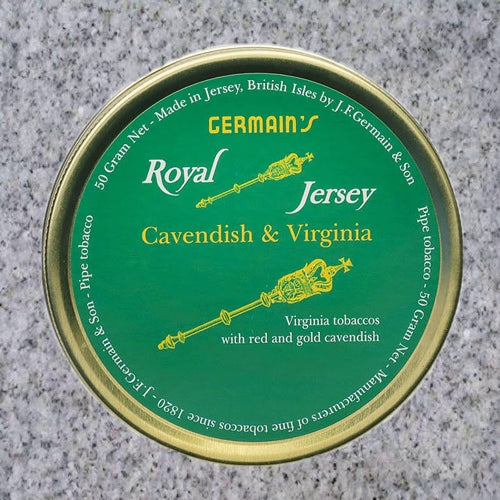 50 Gram Net - Made in Jersey, British Isles by J.F.Germain & Son
Pipe tobacco - 50 Gram Net - Manufacturers of fine tobaccos since 1820 - J.F.Germain & Son - Pipe tobacco
GERMAIN'S
Royal
Jersey
Cavendish & Virginia
Virginia tobaccos
with red and gold cavendish